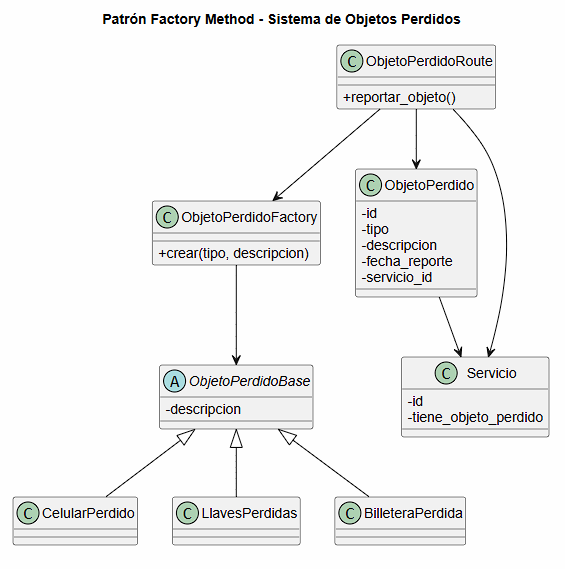 Patrón Factory Method - Sistema de Objetos Perdidos
C ObjetoPerdidoRoute
+reportar_objeto()
C ObjetoPerdido
-id
-tipo
-descripcion
-fecha_reporte
-servicio_id
C ObjetoPerdidoFactory
+crear(tipo, descripcion)
A ObjetoPerdidoBase
-descripcion
C Servicio
-id
-tiene_objeto_perdido
C CelularPerdido
C LlavesPerdidas
C BilleteraPerdida